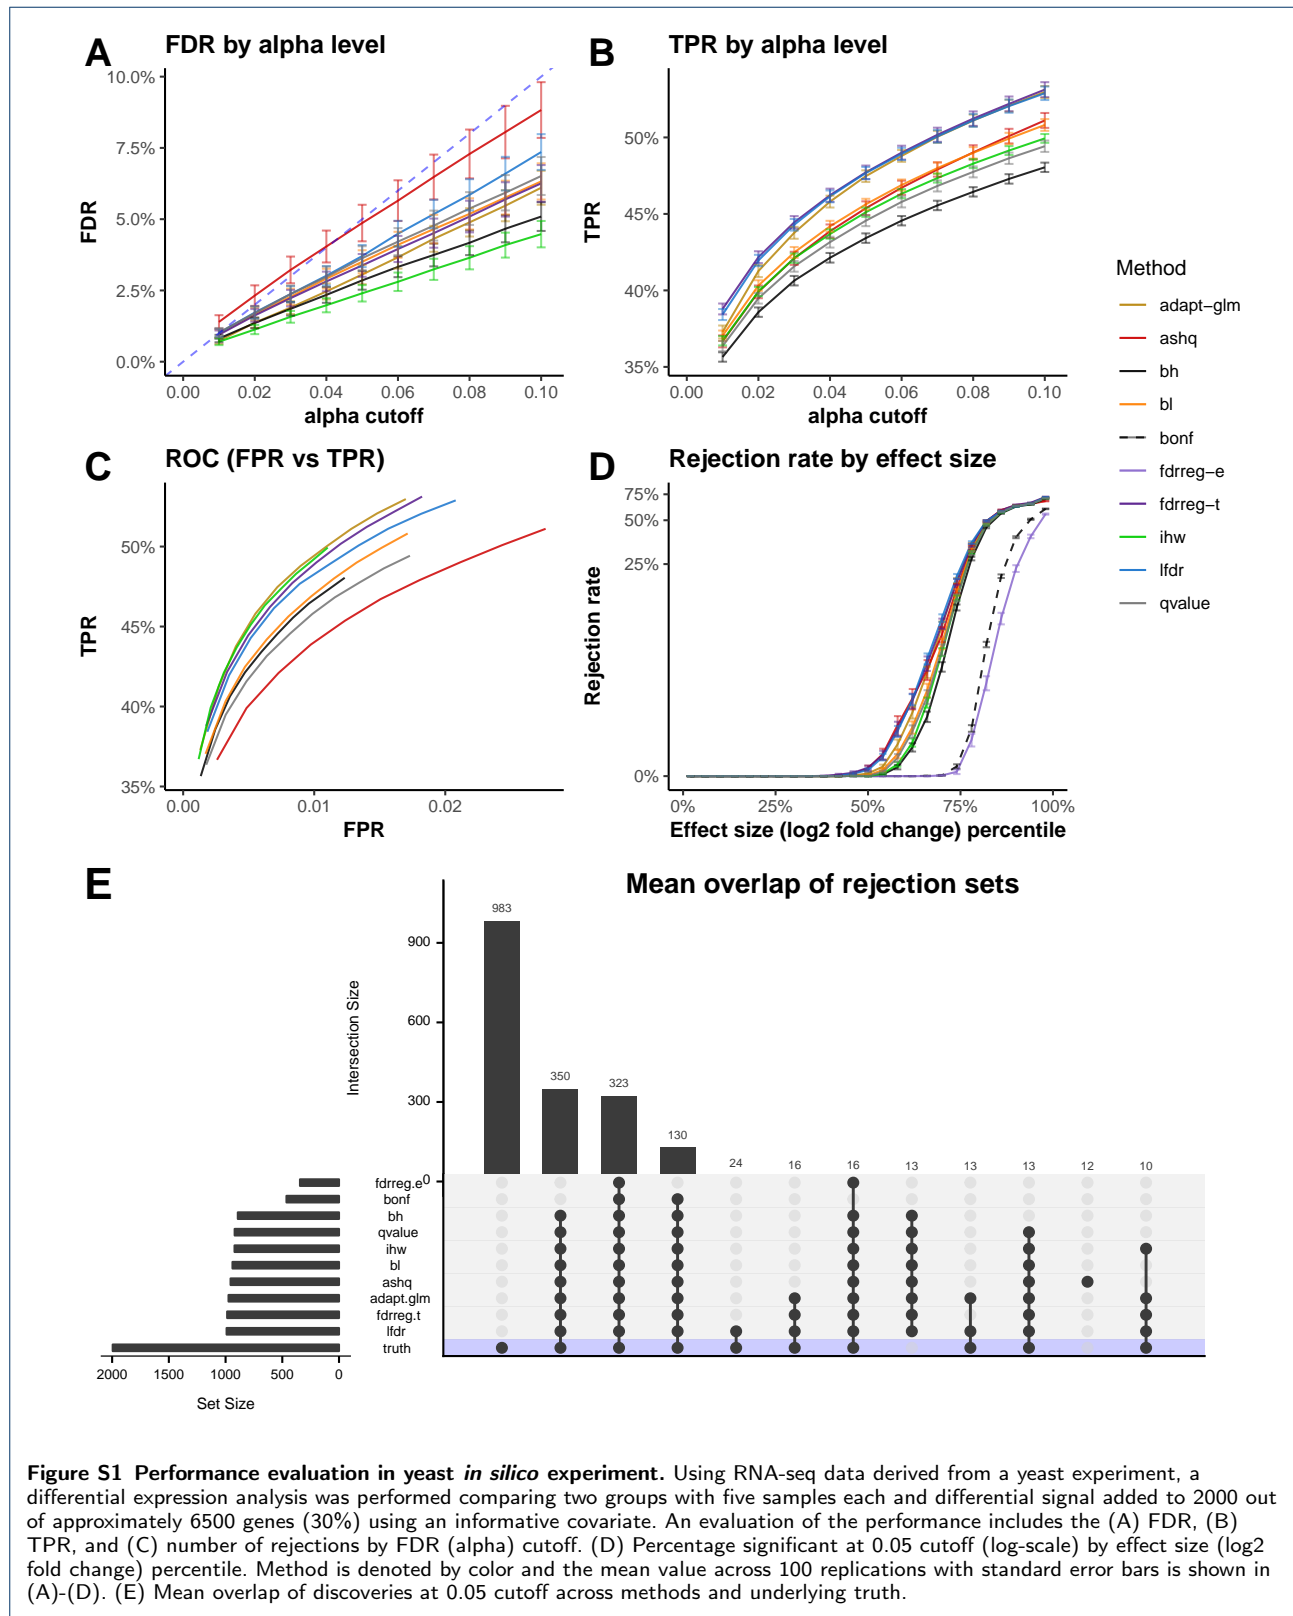 A FDR by alpha level
10.0%
7.5%
5.0%
2.5%
0.0%
FDR
0.00 0.02 0.04 0.06 0.08 0.10
alpha cutoff
B TPR by alpha level
50%
45%
40%
35%
TPR
0.00 0.02 0.04 0.06 0.08 0.10
alpha cutoff
Method
adapt−glm
ashq
bh
bl
bonf
fdrreg−e
fdrreg−t
ihw
lfdr
qvalue
C ROC (FPR vs TPR)
50%
45%
40%
35%
TPR
0.00 0.01 0.02
FPR
D Rejection rate by effect size
75%
50%
25%
0%
Rejection rate
0% 25% 50% 75% 100%
Effect size (log2 fold change) percentile
E Mean overlap of rejection sets
Intersection Size
900
600
300
0
983 350 323 130 24 16 16 13 13 13 12 10
fdrreg.e
bonf
bh
qvalue
ihw
bl
ashq
adapt.glm
fdrreg.t
lfdr
truth
2000 1500 1000 500 0
Set Size
Figure S1 Performance evaluation in yeast in silico experiment. Using RNA-seq data derived from a yeast experiment, a
differential expression analysis was performed comparing two groups with five samples each and differential signal added to 2000 out
of approximately 6500 genes (30%) using an informative covariate. An evaluation of the performance includes the (A) FDR, (B)
TPR, and (C) number of rejections by FDR (alpha) cutoff. (D) Percentage significant at 0.05 cutoff (log-scale) by effect size (log2
fold change) percentile. Method is denoted by color and the mean value across 100 replications with standard error bars is shown in
(A)-(D). (E) Mean overlap of discoveries at 0.05 cutoff across methods and underlying truth.